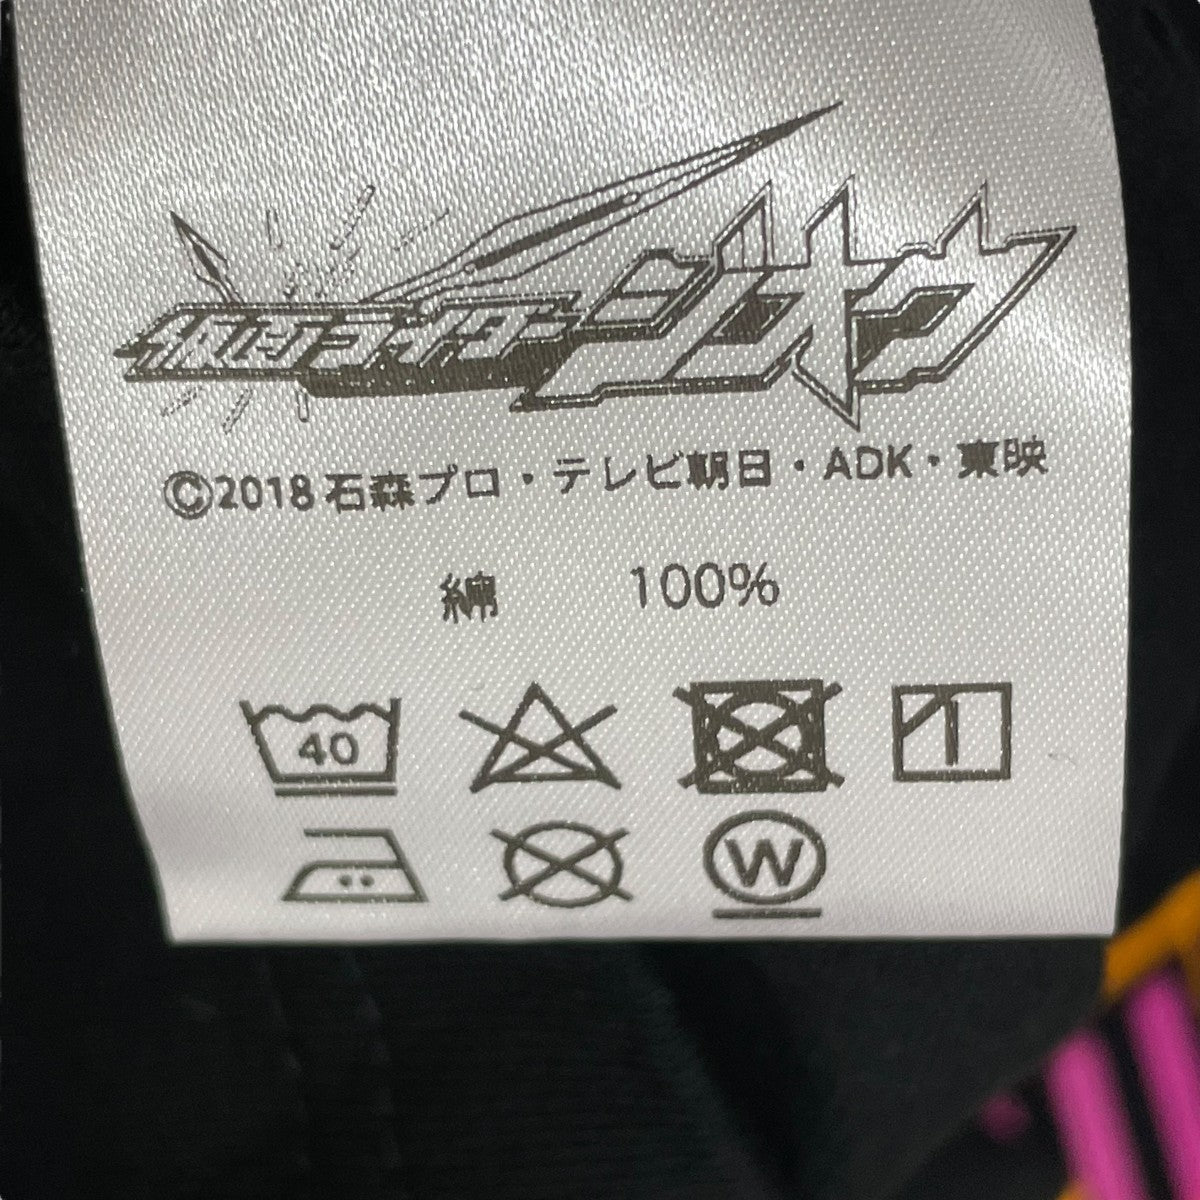 仮面ライダージオウ
©2018 石森プロ・テレビ朝日・ADK・東映
綿 100%
40
W